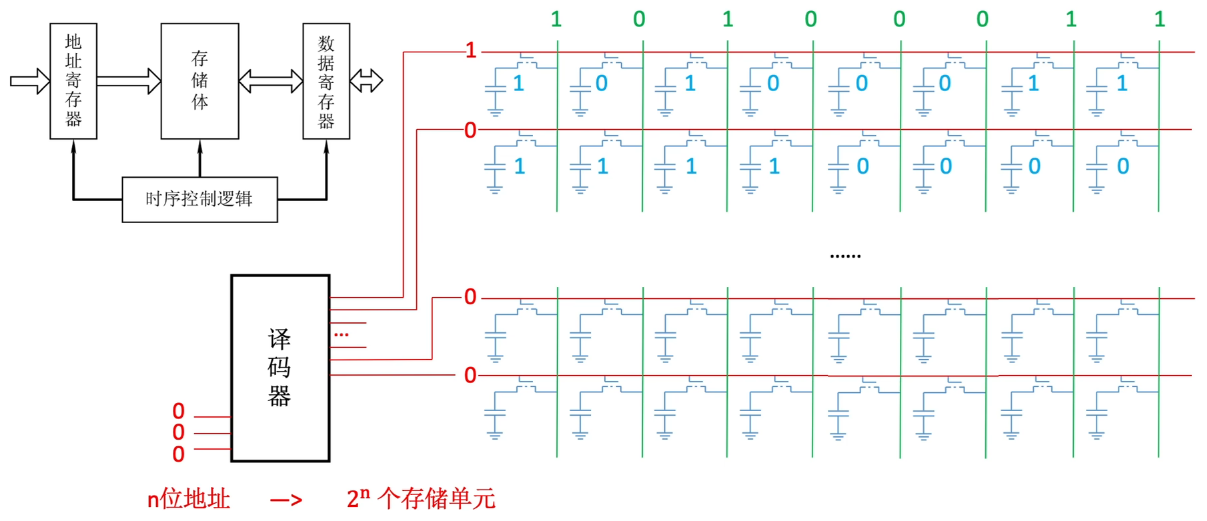 地址寄存器
存储体
数据寄存器
时序控制逻辑
1 0 1 0 0 0 1 1
1
1 0 1 0 0 0 1 1
0
1 1 1 1 0 0 0 0
......
0
0
译码器
...
0
0
0
n位地址 —> 2ⁿ 个存储单元